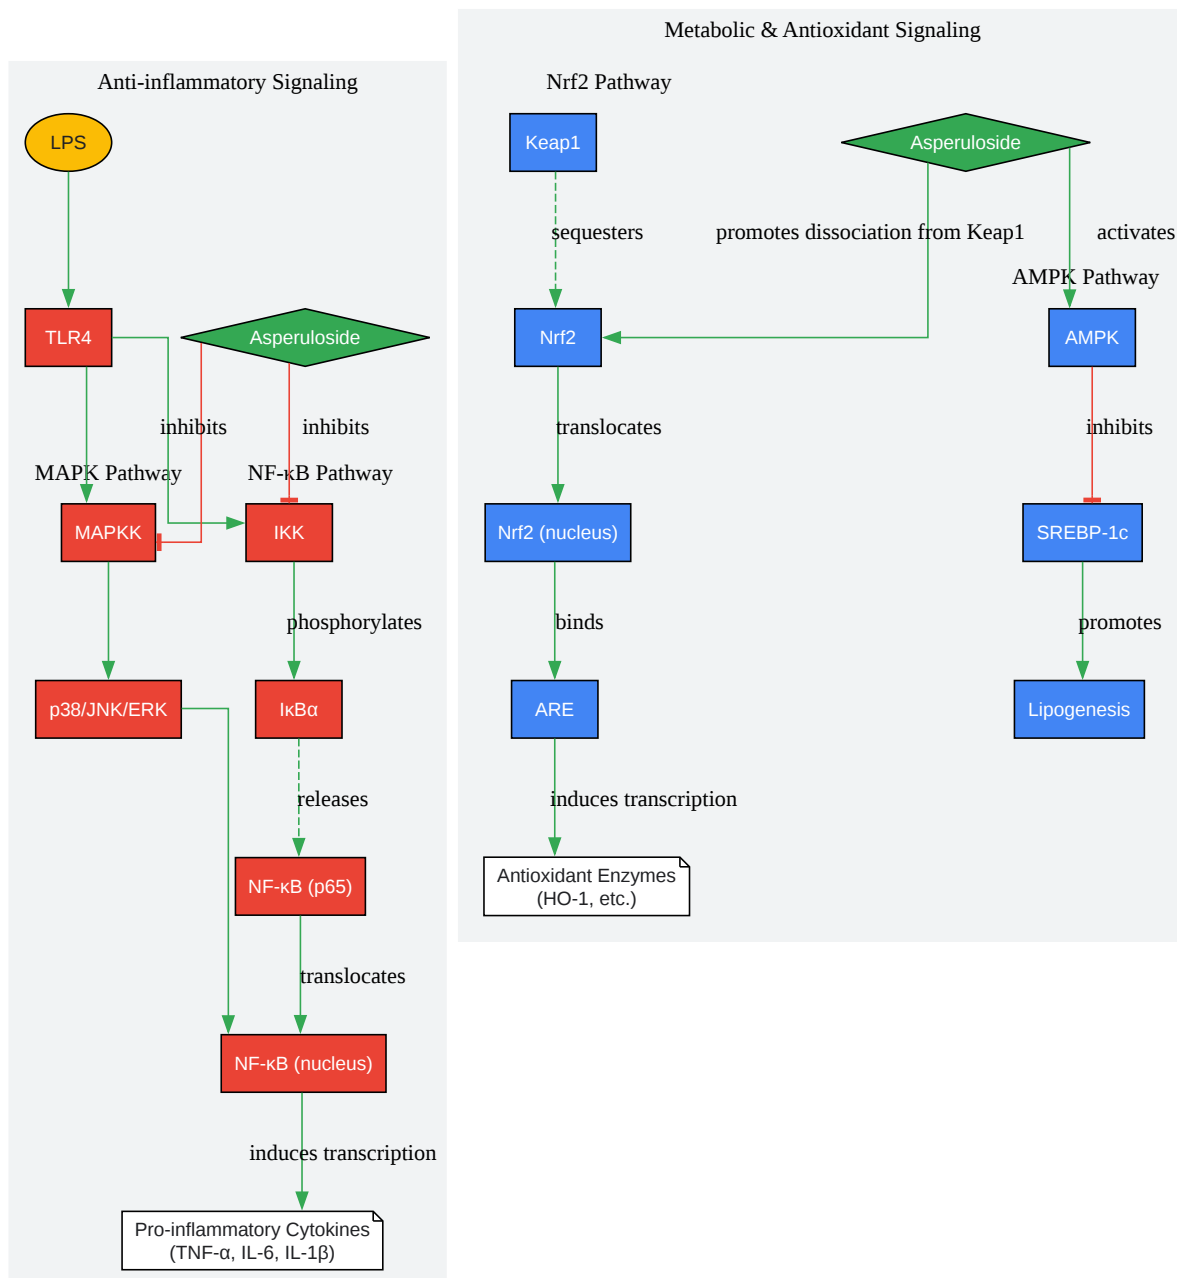 Metabolic & Antioxidant Signaling
Anti-inflammatory Signaling
Nrf2 Pathway
LPS
Keap1
Asperuloside
sequesters
promotes dissociation from Keap1
activates
AMPK Pathway
TLR4
Asperuloside
Nrf2
AMPK
inhibits
inhibits
translocates
inhibits
MAPK Pathway
NF-κB Pathway
MAPKK
IKK
Nrf2 (nucleus)
SREBP-1c
phosphorylates
binds
promotes
p38/JNK/ERK
IκBα
ARE
Lipogenesis
releases
induces transcription
NF-κB (p65)
Antioxidant Enzymes
(HO-1, etc.)
translocates
NF-κB (nucleus)
induces transcription
Pro-inflammatory Cytokines
(TNF-α, IL-6, IL-1β)